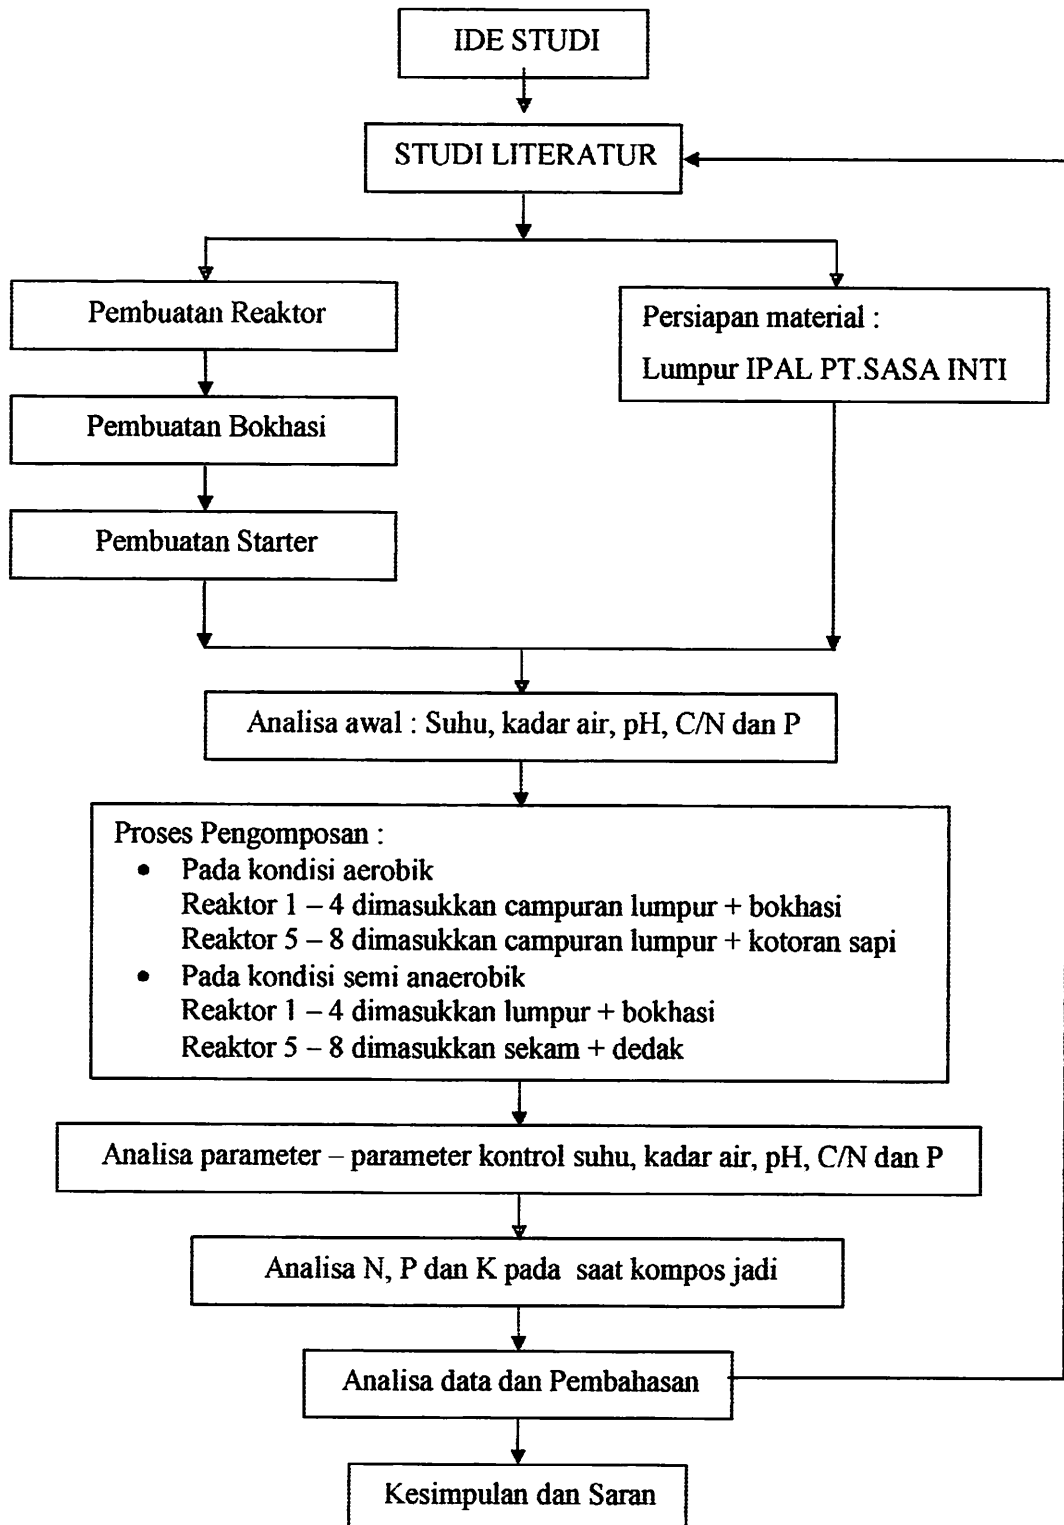 IDE STUDI
STUDI LITERATUR
Pembuatan Reaktor
Persiapan material :
Lumpur IPAL PT.SASA INTI
Pembuatan Bokhasi
Pembuatan Starter
Analisa awal : Suhu, kadar air, pH, C/N dan P
Proses Pengomposan :
• Pada kondisi aerobik
Reaktor 1 – 4 dimasukkan campuran lumpur + bokhasi
Reaktor 5 – 8 dimasukkan campuran lumpur + kotoran sapi
• Pada kondisi semi anaerobik
Reaktor 1 – 4 dimasukkan lumpur + bokhasi
Reaktor 5 – 8 dimasukkan sekam + dedak
Analisa parameter – parameter kontrol suhu, kadar air, pH, C/N dan P
Analisa N, P dan K pada saat kompos jadi
Analisa data dan Pembahasan
Kesimpulan dan Saran